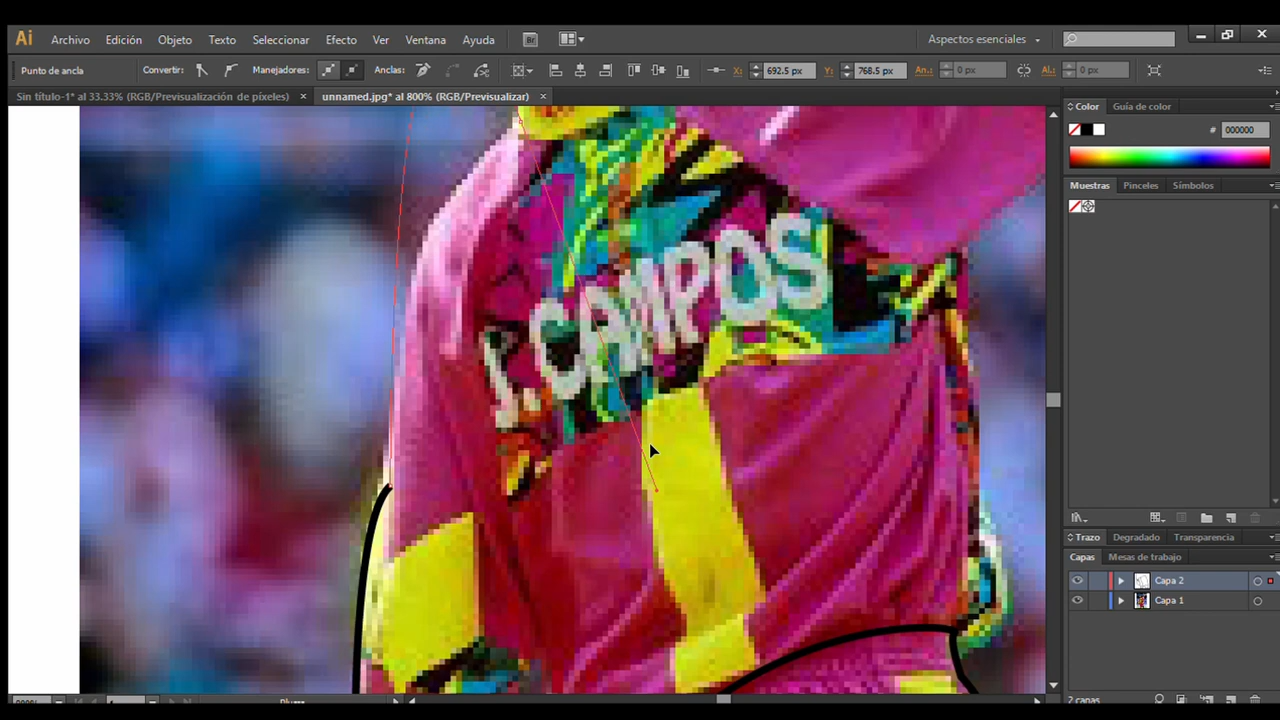 Ai Archivo Edición Objeto Texto Seleccionar Efecto Ver Ventana Ayuda Br Aspectos esenciales
Punto de ancla Convertir: Manejadores: Anclas: X: 692.5 px Y: 768.5 px An.: 0 px Al.: 0 px
Sin título-1* al 33.33% (RGB/Previsualización de píxeles) × unnamed.jpg* al 800% (RGB/Previsualizar) ×
Color Guía de color
# 000000
Muestras Pinceles Símbolos
J.CAMPOS
Trazo Degradado Transparencia
Capas Mesas de trabajo
Capa 2
Capa 1
2 capas
Pluma